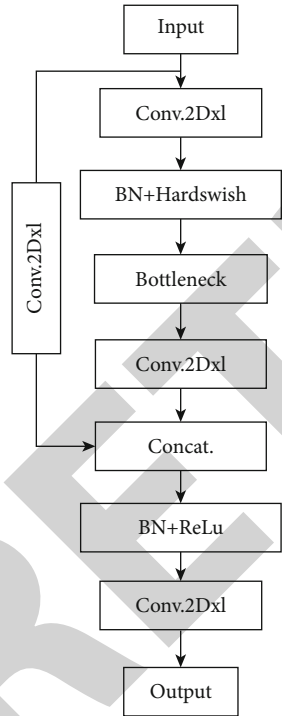 Input
Conv.2Dxl
BN+Hardswish
Conv.2Dxl
Bottleneck
Conv.2Dxl
Concat.
BN+ReLu
Conv.2Dxl
Output